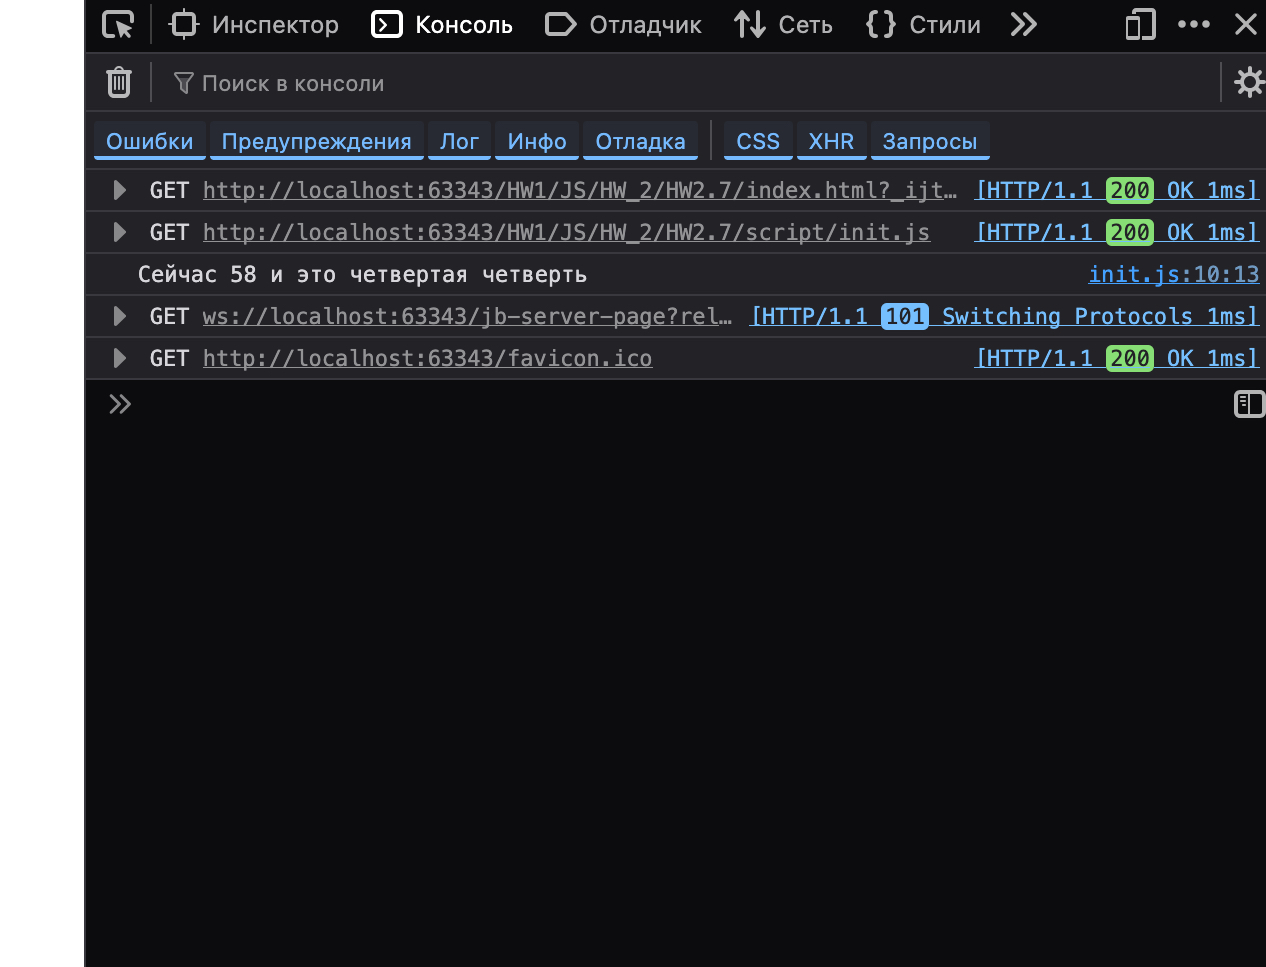 Инспектор Консоль Отладчик Сеть Стили
Поиск в консоли
Ошибки Предупреждения Лог Инфо Отладка CSS XHR Запросы
GET http://localhost:63343/HW1/JS/HW_2/HW2.7/index.html?_ijt… [HTTP/1.1 200 OK 1ms]
GET http://localhost:63343/HW1/JS/HW_2/HW2.7/script/init.js [HTTP/1.1 200 OK 1ms]
Сейчас 58 и это четвертая четверть init.js:10:13
GET ws://localhost:63343/jb-server-page?rel… [HTTP/1.1 101 Switching Protocols 1ms]
GET http://localhost:63343/favicon.ico [HTTP/1.1 200 OK 1ms]